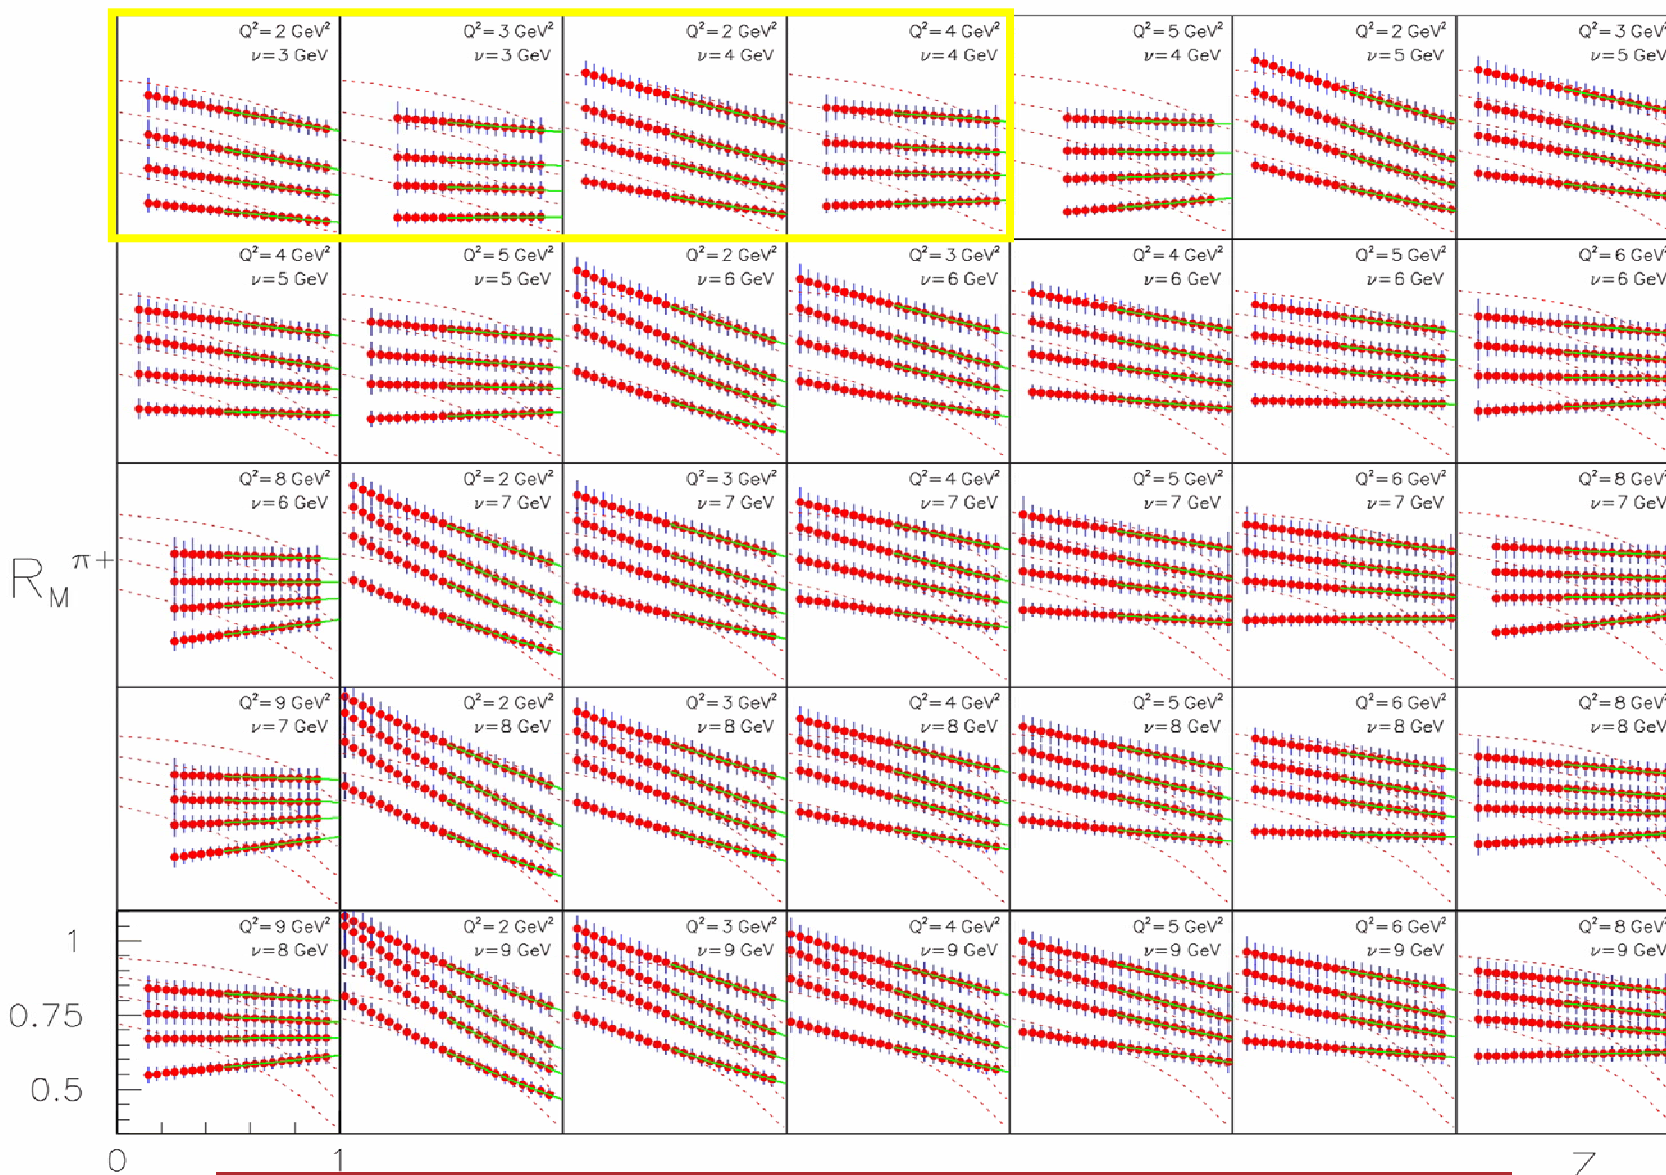 Q²=2 GeV²
ν=3 GeV
Q²=3 GeV²
ν=3 GeV
Q²=2 GeV²
ν=4 GeV
Q²=4 GeV²
ν=4 GeV
Q²=5 GeV²
ν=4 GeV
Q²=2 GeV²
ν=5 GeV
Q²=3 GeV²
ν=5 GeV
Q²=4 GeV²
ν=5 GeV
Q²=5 GeV²
ν=5 GeV
Q²=2 GeV²
ν=6 GeV
Q²=3 GeV²
ν=6 GeV
Q²=4 GeV²
ν=6 GeV
Q²=5 GeV²
ν=6 GeV
Q²=6 GeV²
ν=6 GeV
Q²=8 GeV²
ν=6 GeV
Q²=2 GeV²
ν=7 GeV
Q²=3 GeV²
ν=7 GeV
Q²=4 GeV²
ν=7 GeV
Q²=5 GeV²
ν=7 GeV
Q²=6 GeV²
ν=7 GeV
Q²=8 GeV²
ν=7 GeV
R_M^π+
Q²=9 GeV²
ν=7 GeV
Q²=2 GeV²
ν=8 GeV
Q²=3 GeV²
ν=8 GeV
Q²=4 GeV²
ν=8 GeV
Q²=5 GeV²
ν=8 GeV
Q²=6 GeV²
ν=8 GeV
Q²=8 GeV²
ν=8 GeV
Q²=9 GeV²
ν=8 GeV
Q²=2 GeV²
ν=9 GeV
Q²=3 GeV²
ν=9 GeV
Q²=4 GeV²
ν=9 GeV
Q²=5 GeV²
ν=9 GeV
Q²=6 GeV²
ν=9 GeV
Q²=8 GeV²
ν=9 GeV
1
0.75
0.5
0 1 Z